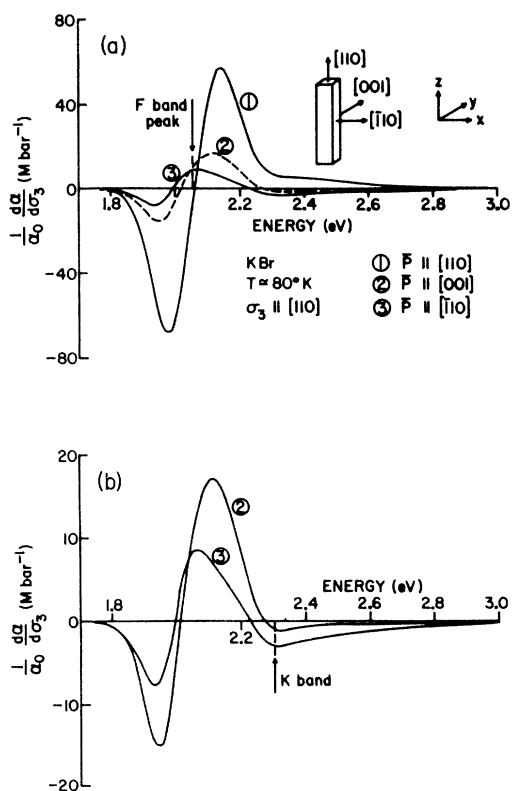 (a)
80
40
0
-40
-80
1/α₀ dα/dσ₃ (M bar⁻¹)
F band
peak
①
②
③
[110]
[001]
[1̄10]
z
y
x
1.8
2.2
2.4
2.6
2.8
3.0
ENERGY (eV)
KBr
T ≃ 80°K
σ₃ ॥ [110]
① P̄ ॥ [110]
② P̄ ॥ [001]
③ P̄ ॥ [1̄10]
(b)
20
10
0
-10
-20
1/α₀ dα/dσ₃ (M bar⁻¹)
②
③
ENERGY (eV)
1.8
2.2
2.4
2.6
2.8
3.0
K band